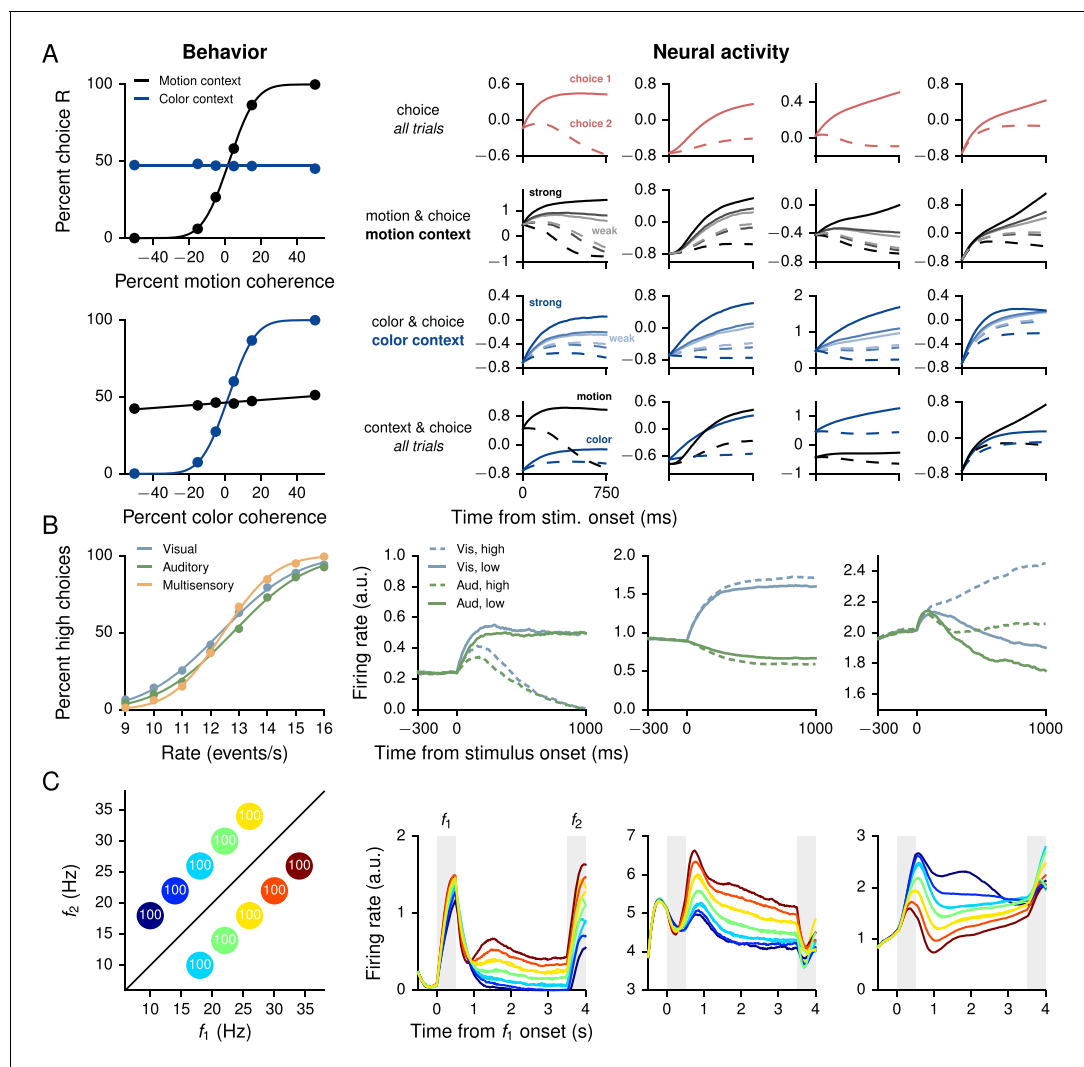 A
Behavior
Neural activity
Percent choice R
100
50
0
Motion context
Color context
−40 −20 0 20 40
Percent motion coherence
100
50
0
−40 −20 0 20 40
Percent color coherence
choice
all trials
0.6
0.0
−0.6
choice 1
choice 2
0.8
0.0
−0.8
0.4
0.0
0.8
0.0
−0.8
motion & choice
motion context
1
0
−1
strong
weak
0.8
0.0
−0.8
0.0
−0.4
−0.8
0.8
0.0
−0.8
color & choice
color context
0.4
0.0
−0.4
−0.8
strong
weak
0.8
0.0
−0.8
2
1
0
0.4
0.0
−0.4
−0.8
context & choice
all trials
0.8
0.0
−0.8
motion
color
0 750
0.6
0.0
−0.6
1
0
−1
0.8
0.0
−0.8
Time from stim. onset (ms)
B
Percent high choices
100
50
0
Visual
Auditory
Multisensory
9 10 11 12 13 14 15 16
Rate (events/s)
Firing rate (a.u.)
1.0
0.8
0.6
0.4
0.2
0.0
Vis, high
Vis, low
Aud, high
Aud, low
−300 0 1000
2.0
1.5
1.0
0.5
0.0
−300 0 1000
2.4
2.2
2.0
1.8
1.6
−300 0 1000
Time from stimulus onset (ms)
C
f2 (Hz)
35
30
25
20
15
10
100
100
100
100 100
100 100
100 100
100
100
10 15 20 25 30 35
f1 (Hz)
Firing rate (a.u.)
2
1
0
f1 f2
0 1 2 3 4
7
6
5
4
3
0 1 2 3 4
3
2
1
0
0 1 2 3 4
Time from f1 onset (s)